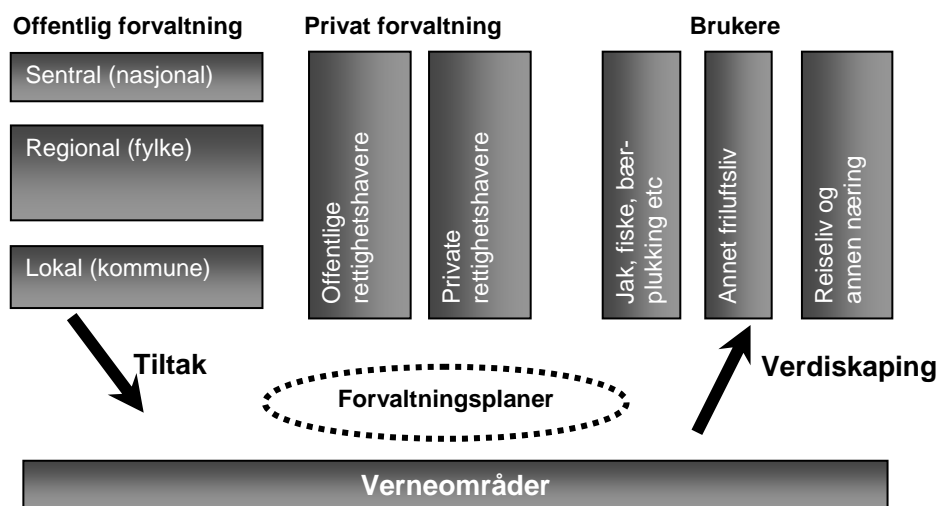 Offentlig forvaltning
Sentral (nasjonal)
Regional (fylke)
Lokal (kommune)
Privat forvaltning
Offentlige
rettighetshavere
Private
rettighetshavere
Brukere
Jak, fiske, bær-
plukking etc
Annet friluftsliv
Reiseliv og
annen næring
Tiltak
Forvaltningsplaner
Verdiskaping
Verneområder